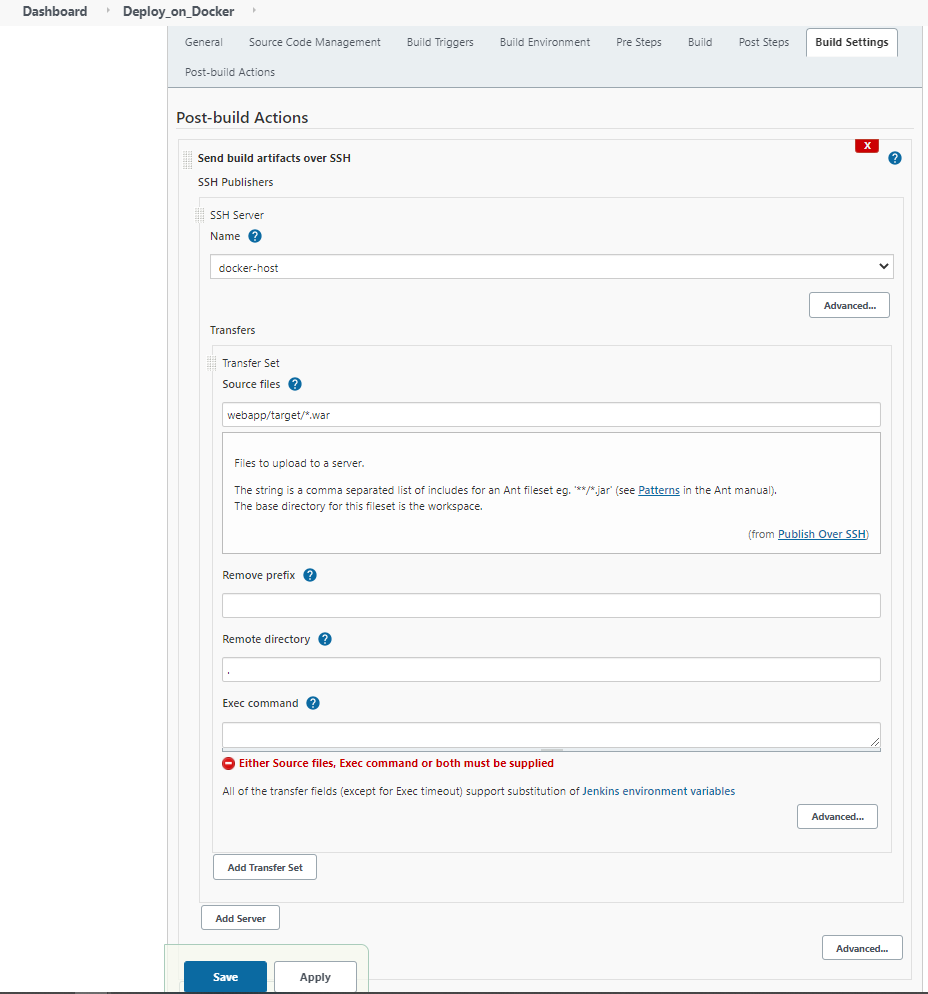 Dashboard
Deploy_on_Docker
General Source Code Management Build Triggers Build Environment Pre Steps Build Post Steps Build Settings
Post-build Actions
Post-build Actions
X
Send build artifacts over SSH ?
SSH Publishers
SSH Server
Name ?
docker-host
Advanced...
Transfers
Transfer Set
Source files ?
webapp/target/*.war
Files to upload to a server.
The string is a comma separated list of includes for an Ant fileset eg. '**/*.jar' (see Patterns in the Ant manual).
The base directory for this fileset is the workspace.
(from Publish Over SSH)
Remove prefix ?
Remote directory ?
.
Exec command ?
Either Source files, Exec command or both must be supplied
All of the transfer fields (except for Exec timeout) support substitution of Jenkins environment variables
Advanced...
Add Transfer Set
Add Server
Advanced...
Save Apply